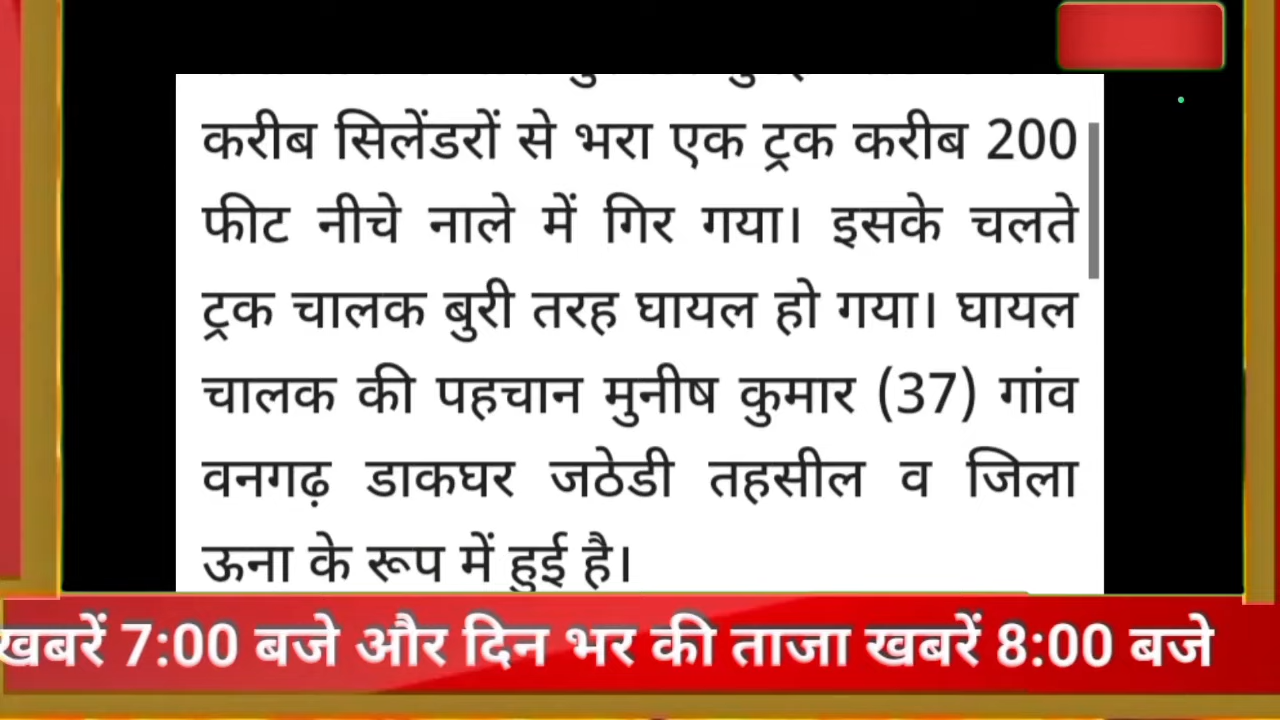 करीब सिलेंडरों से भरा एक ट्रक करीब 200
फीट नीचे नाले में गिर गया। इसके चलते
ट्रक चालक बुरी तरह घायल हो गया। घायल
चालक की पहचान मुनीष कुमार (37) गांव
वनगढ़ डाकघर जठेडी तहसील व जिला
ऊना के रूप में हुई है।
खबरें 7:00 बजे और दिन भर की ताजा खबरें 8:00 बजे